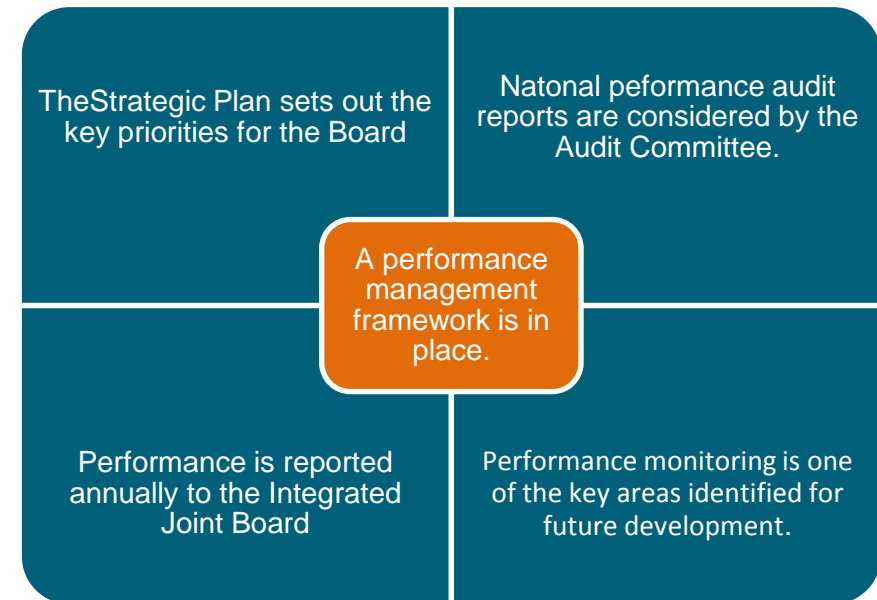 TheStrategic Plan sets out the
key priorities for the Board
Natonal peformance audit
reports are considered by the
Audit Committee.
A performance
management
framework is in
place.
Performance is reported
annually to the Integrated
Joint Board
Performance monitoring is one
of the key areas identified for
future development.